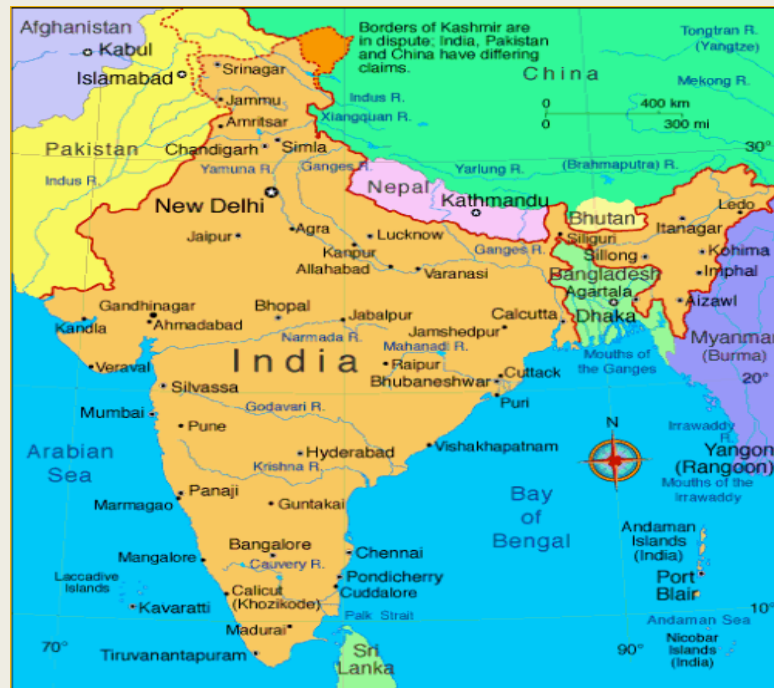 Afghanistan
Kabul
Islamabad
Borders of Kashmir are
in dispute; India, Pakistan
and China have differing
claims.
Tongtran R.
(Yangtze)
China
Mekong R.
Srinagar
Jammu
Indus R.
Xiangquan R.
0 400 km
0 300 mi
Amritsar
Pakistan
Chandigarh
Simla
30°
Indus R.
Yamuna R.
Ganges R.
Yarlung R.
(Brahmaputra) R.
New Delhi
Nepal
Kathmandu
Bhutan
Ledo
Itanagar
Jaipur
Agra
Lucknow
Siliguri
Kanpur
Ganges R.
Sillong
Kohima
Allahabad
Varanasi
Bangladesh
Imphal
Agartala
Aizawl
Gandhinagar
Bhopal
Jabalpur
Calcutta
Dhaka
Kandla
Ahmadabad
Narmada R.
Jamshedpur
Mahanadi R.
Myanmar
(Burma)
India
Raipur
Mouths of
the Ganges
Veraval
Cuttack
Bhubaneshwar
20°
Silvassa
Puri
Mumbai
Godavari R.
N
Pune
Irrawaddy
R.
Arabian
Sea
Hyderabad
Vishakhapatnam
Yangon
(Rangoon)
Krishna R.
Mouths of the
Irrawaddy
Panaji
Marmagao
Guntakai
Bay
of
Bengal
Andaman
Islands
(India)
Bangalore
Chennai
Mangalore
Cauvery R.
Port
Blair
Laccadive
Islands
Pondicherry
Calicut
(Khozikode)
Cuddalore
Kavaratti
10°
Palk Strait
Andaman Sea
Madurai
Nicobar
Islands
(India)
70°
Tiruvanantapuram
Sri
Lanka
90°